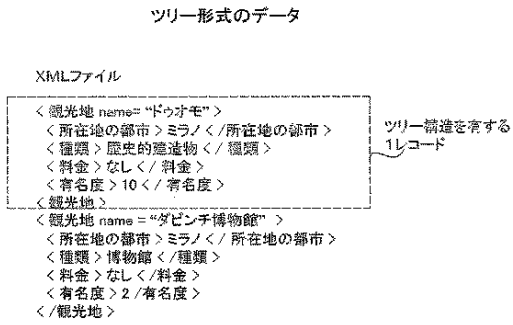 ツリー形式のデータ
XMLファイル
<観光地 name= “ドゥオモ”>
<所在地の都市>ミラノ</所在地の都市>
<種類>歴史的建造物</種類>
<料金>なし</料金>
<有名度>10</有名度>
<観光地>
ツリー構造を有する
1レコード
<観光地 name = “ダビンチ博物館” >
<所在地の都市>ミラノ</所在地の都市>
<種類>博物館</種類>
<料金>なし</料金>
<有名度>2 /有名度>
</観光地>